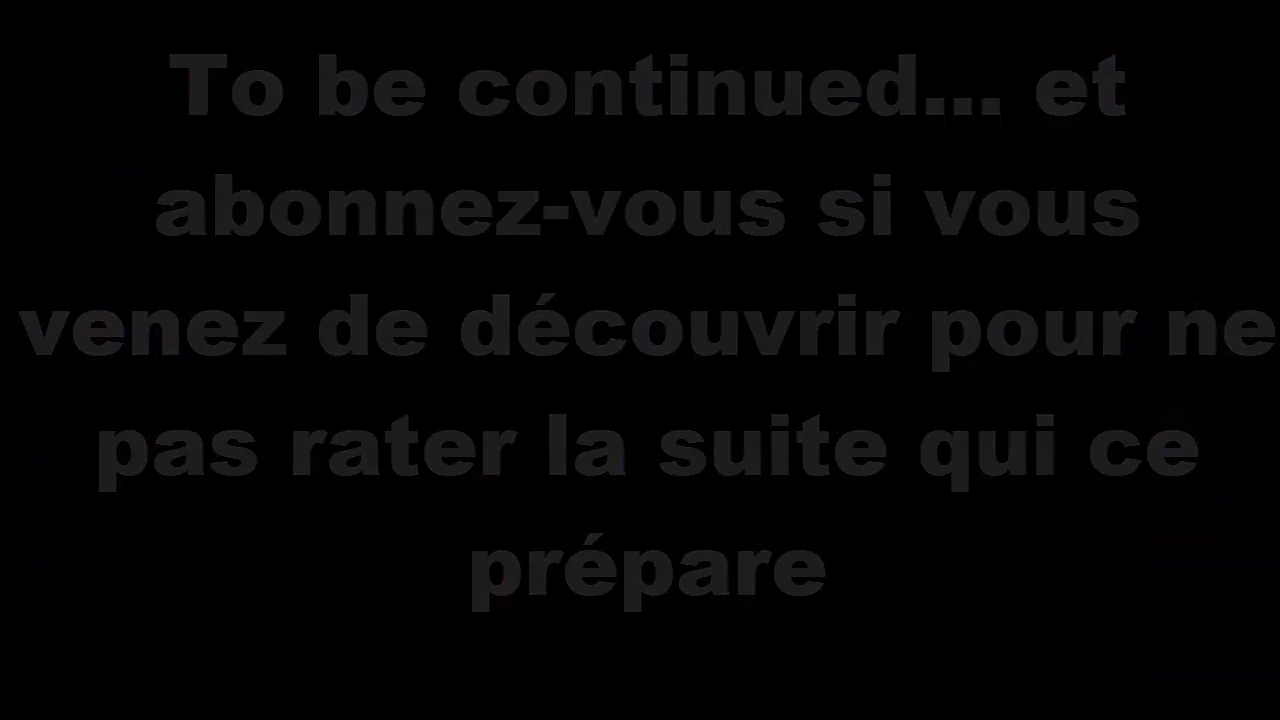 To be continued... et
abonnez-vous si vous
venez de découvrir pour ne
pas rater la suite qui ce
prépare